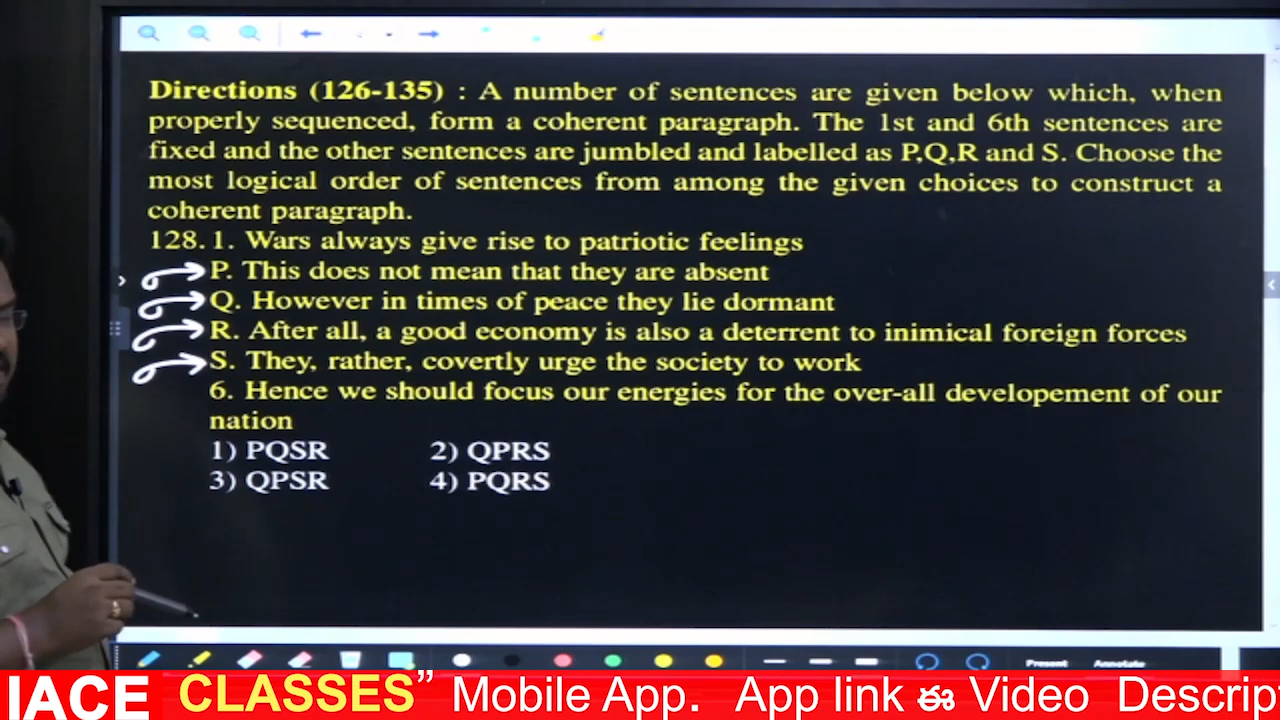 Directions (126-135) : A number of sentences are given below which, when
properly sequenced, form a coherent paragraph. The 1st and 6th sentences are
fixed and the other sentences are jumbled and labelled as P,Q,R and S. Choose the
most logical order of sentences from among the given choices to construct a
coherent paragraph.
128. 1. Wars always give rise to patriotic feelings
P. This does not mean that they are absent
Q. However in times of peace they lie dormant
R. After all, a good economy is also a deterrent to inimical foreign forces
S. They, rather, covertly urge the society to work
6. Hence we should focus our energies for the over-all developement of our
nation
1) PQSR 2) QPRS
3) QPSR 4) PQRS
Present Annotate
IACE CLASSES” Mobile App. App link ఈ Video Descrip